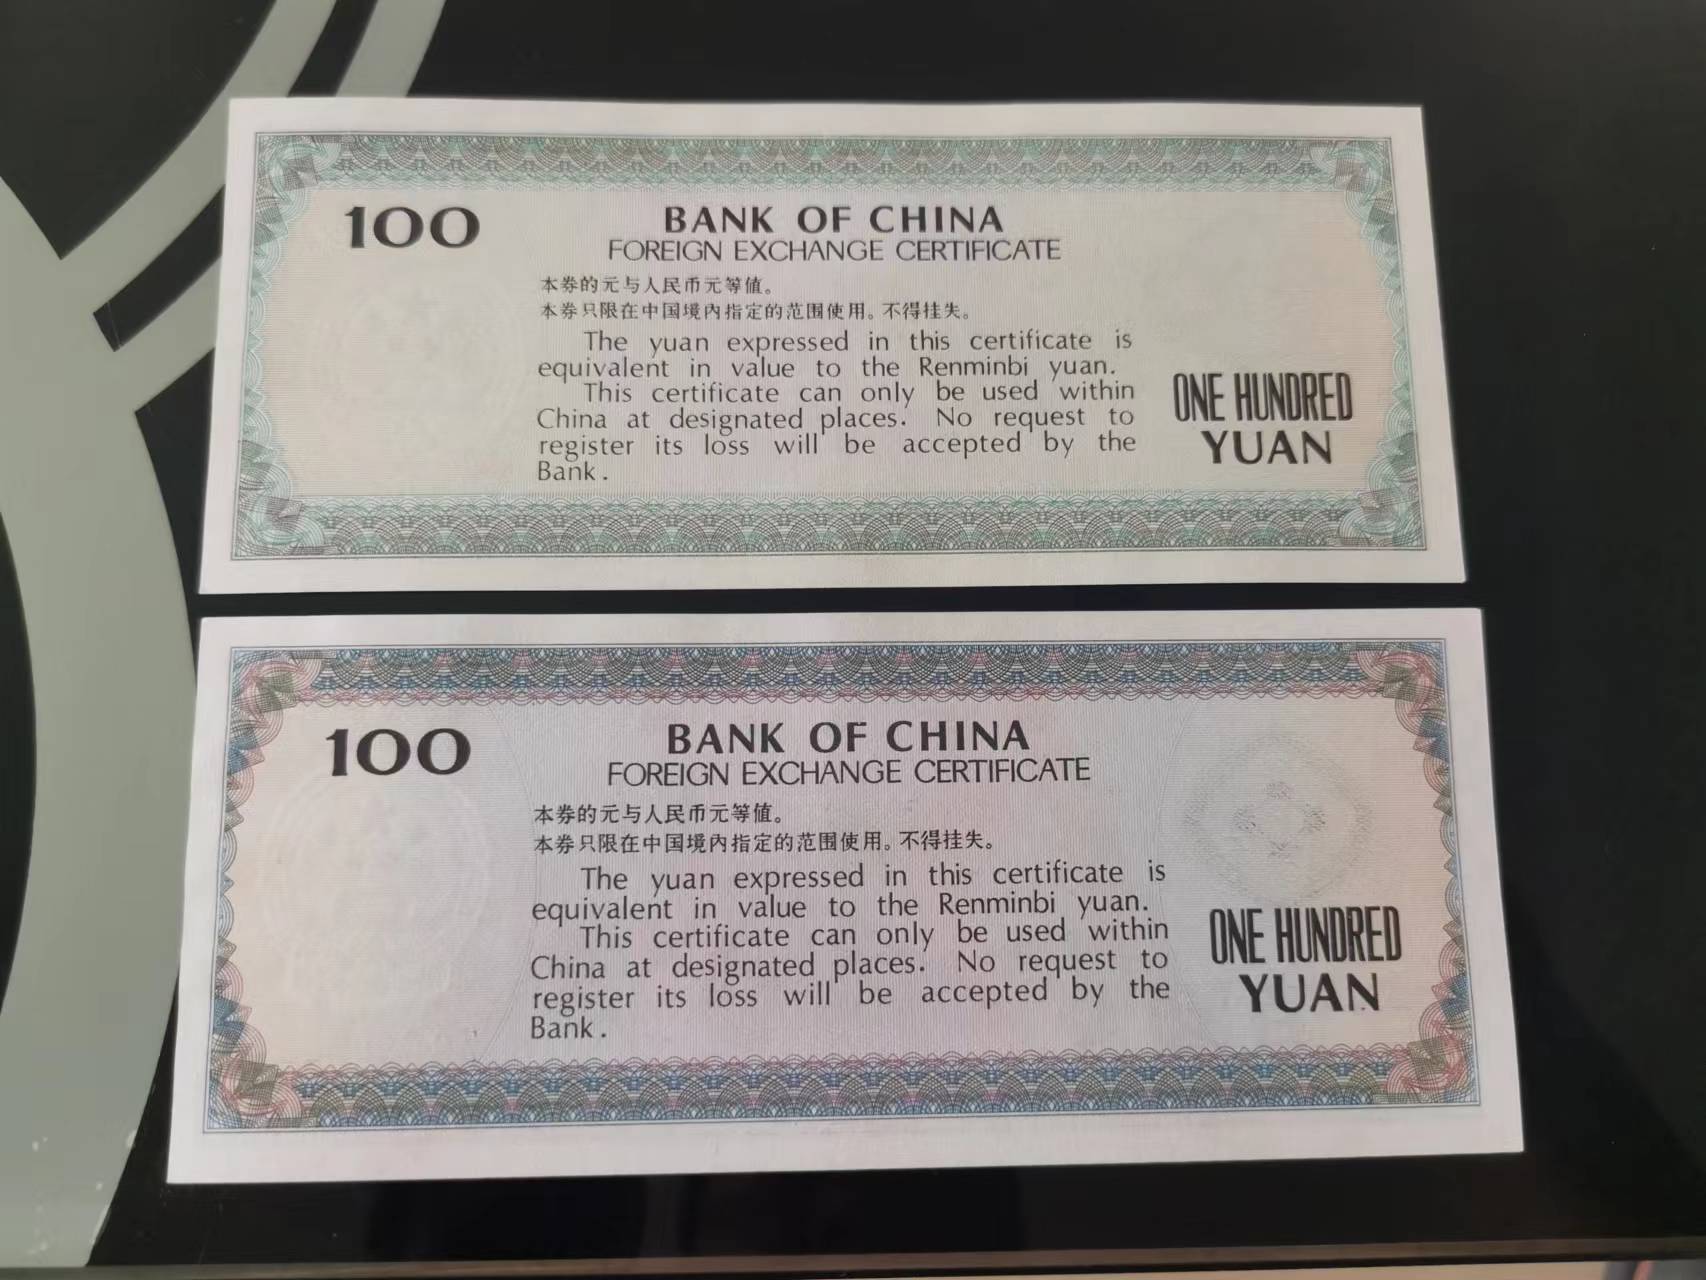 100
BANK OF CHINA
FOREIGN EXCHANGE CERTIFICATE
本券的元与人民币元等值。
本券只限在中国境内指定的范围使用。不得挂失。
The yuan expressed in this certificate is
equivalent in value to the Renminbi yuan.
This certificate can only be used within
China at designated places. No request to
register its loss will be accepted by the
Bank.
ONE HUNDRED
YUAN
100
BANK OF CHINA
FOREIGN EXCHANGE CERTIFICATE
本券的元与人民币元等值。
本券只限在中国境内指定的范围使用。不得挂失。
The yuan expressed in this certificate is
equivalent in value to the Renminbi yuan.
This certificate can only be used within
China at designated places. No request to
register its loss will be accepted by the
Bank.
ONE HUNDRED
YUAN